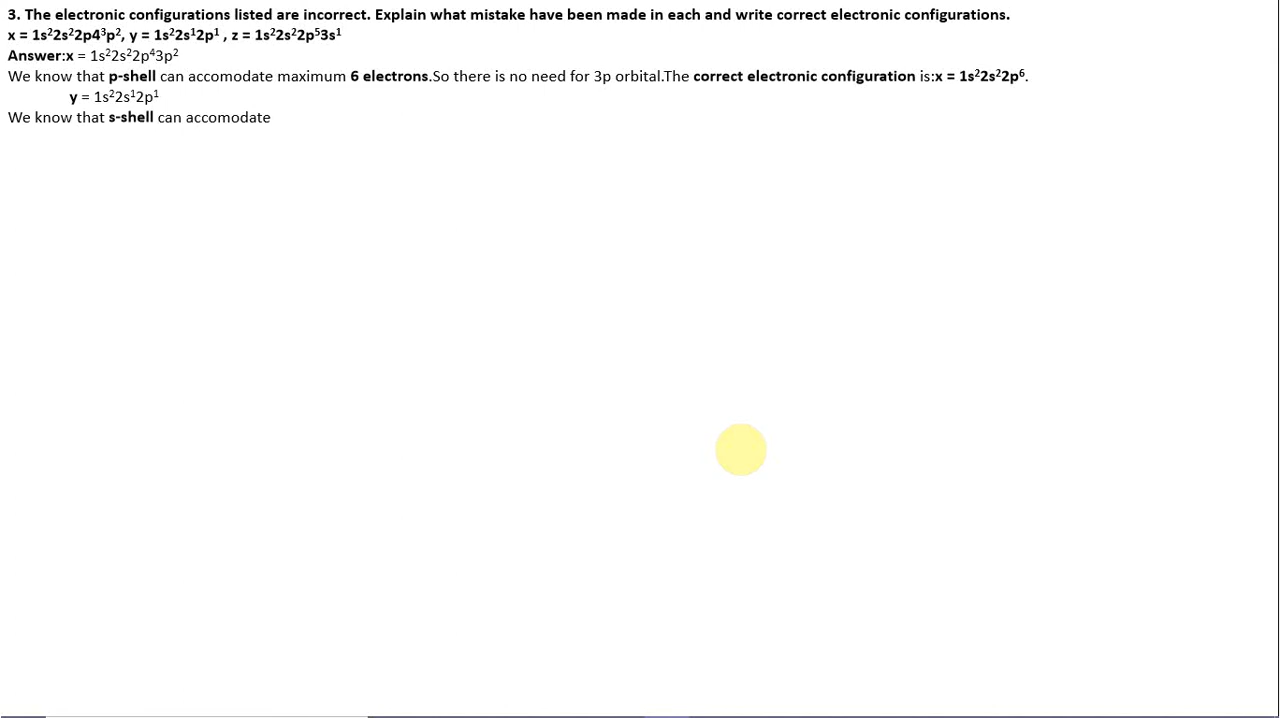 3. The electronic configurations listed are incorrect. Explain what mistake have been made in each and write correct electronic configurations.
x = 1s²2s²2p4³p², y = 1s²2s¹2p¹ , z = 1s²2s²2p⁵3s¹
Answer:x = 1s²2s²2p⁴3p²
We know that p-shell can accomodate maximum 6 electrons.So there is no need for 3p orbital.The correct electronic configuration is:x = 1s²2s²2p⁶.
y = 1s²2s¹2p¹
We know that s-shell can accomodate